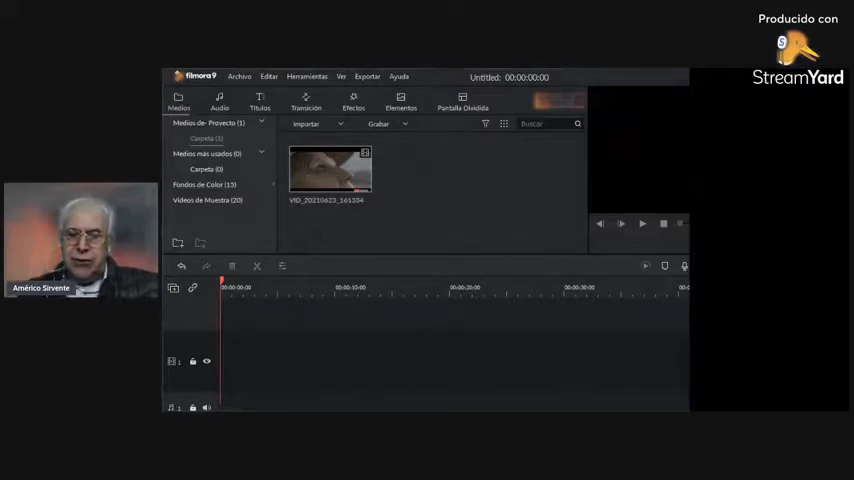 Producido con
StreamYard
filmora9 Archivo Editar Herramientas Ver Exportar Ayuda Untitled: 00:00:00:00
Medios Audio Títulos Transición Efectos Elementos Pantalla Dividida
Medios de- Proyecto (1) Importar Grabar Buscar
Carpeta (1)
Medios más usados (0)
Carpeta (0)
Fondos de Color (15)
Videos de Muestra (20) VID_20210623_161334
Américo Sirvente
00:00:00:00 00:00:10:00 00:00:20:00 00:00:30:00
1
1